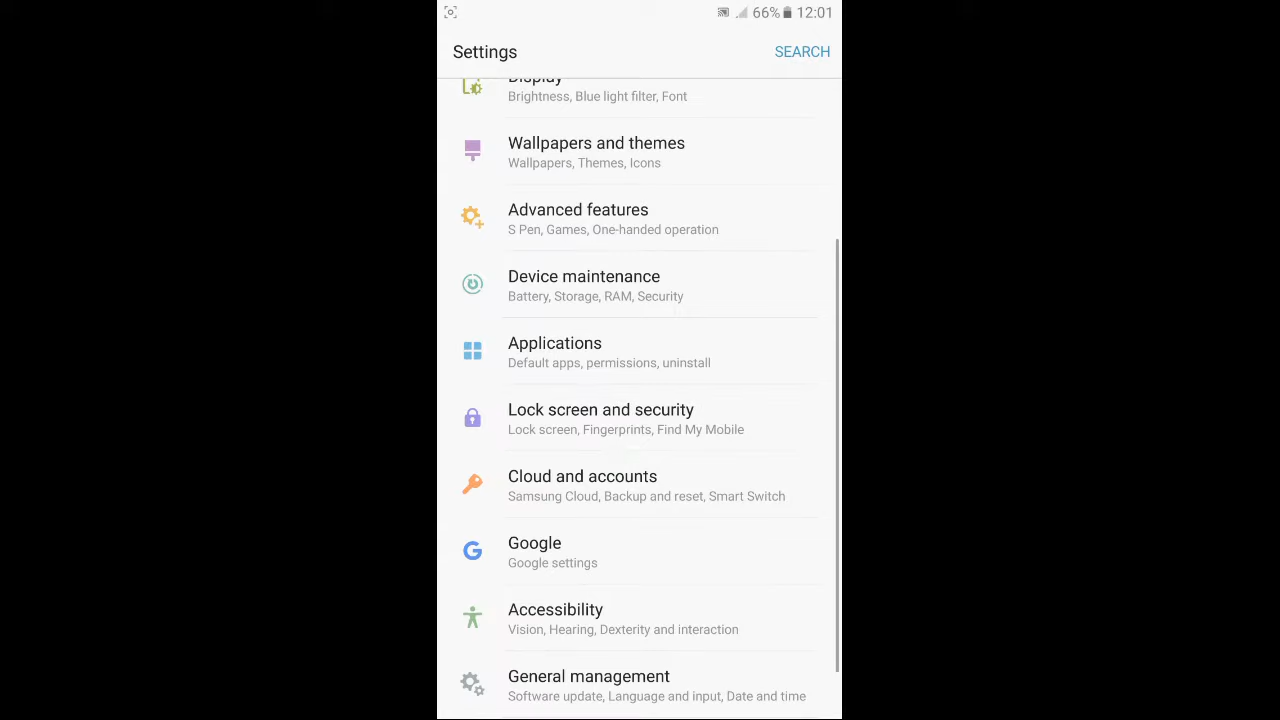 66% 12:01
Settings SEARCH
Display
Brightness, Blue light filter, Font
Wallpapers and themes
Wallpapers, Themes, Icons
Advanced features
S Pen, Games, One-handed operation
Device maintenance
Battery, Storage, RAM, Security
Applications
Default apps, permissions, uninstall
Lock screen and security
Lock screen, Fingerprints, Find My Mobile
Cloud and accounts
Samsung Cloud, Backup and reset, Smart Switch
Google
Google settings
Accessibility
Vision, Hearing, Dexterity and interaction
General management
Software update, Language and input, Date and time